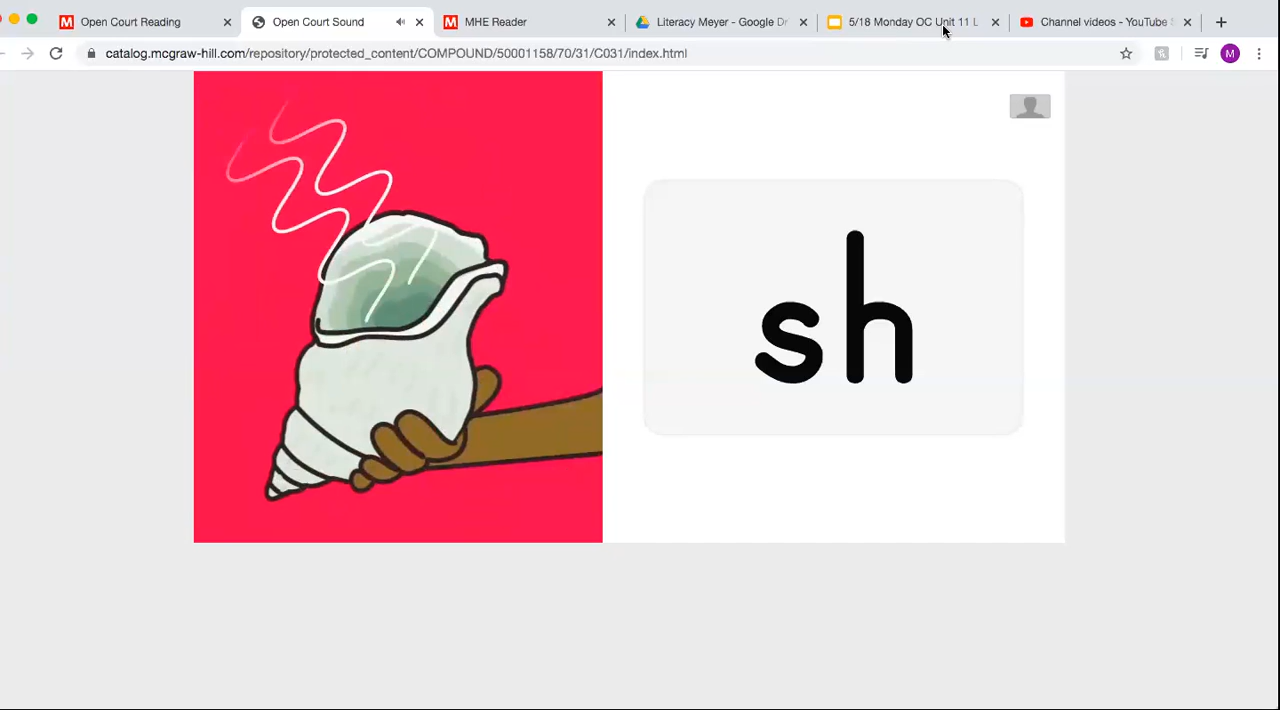 Open Court Reading
Open Court Sound
MHE Reader
Literacy Meyer - Google Dr
5/18 Monday OC Unit 11 L
Channel videos - YouTube S
catalog.mcgraw-hill.com/repository/protected_content/COMPOUND/50001158/70/31/C031/index.html
M
sh